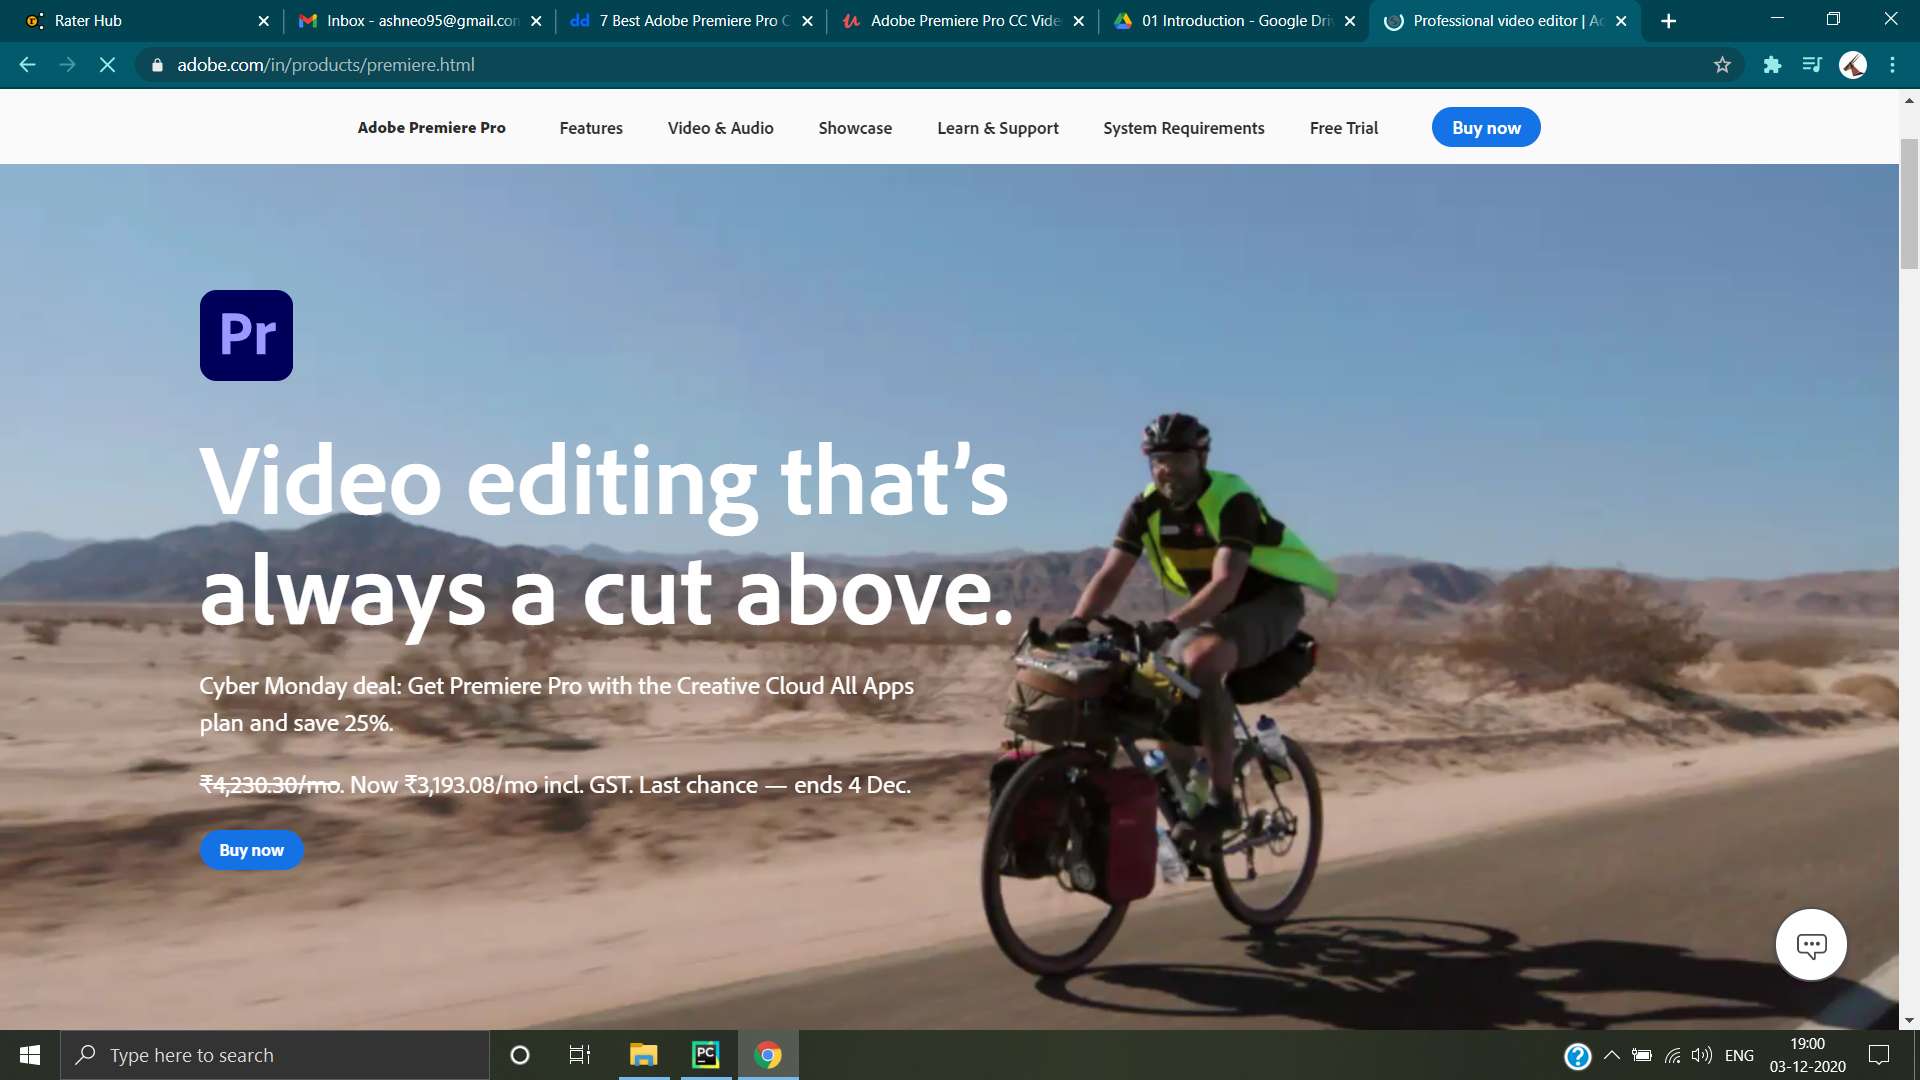 Rater Hub
Inbox - ashneo95@gmail.con
dd 7 Best Adobe Premiere Pro C
Adobe Premiere Pro CC Vide
01 Introduction - Google Dri
Professional video editor | Ac
adobe.com/in/products/premiere.html
Adobe Premiere Pro Features Video & Audio Showcase Learn & Support System Requirements Free Trial Buy now
Pr
Video editing that’s
always a cut above.
Cyber Monday deal: Get Premiere Pro with the Creative Cloud All Apps
plan and save 25%.
₹4,230.30/mo. Now ₹3,193.08/mo incl. GST. Last chance — ends 4 Dec.
Buy now
Type here to search
PC
ENG
19:00
03-12-2020